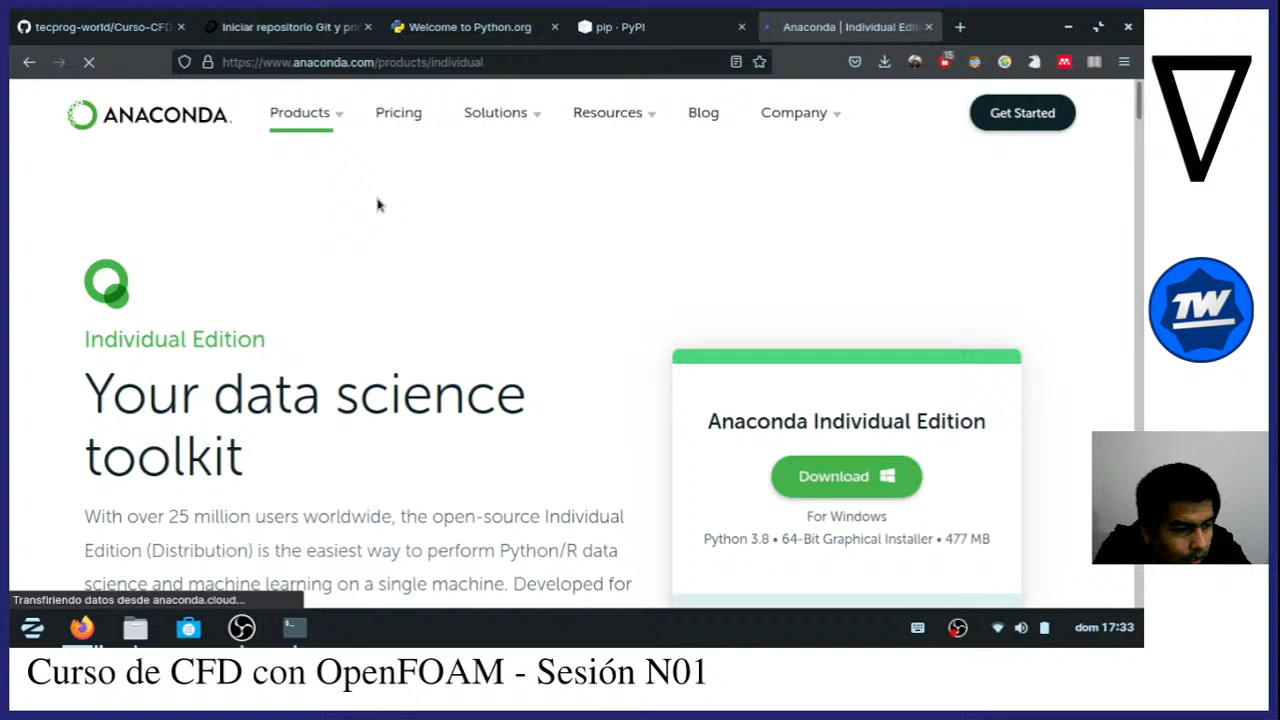 tecprog-world/Curso-CFD
Iniciar repositorio Git y pri
Welcome to Python.org
pip · PyPI
Anaconda | Individual Edi
https://www.anaconda.com/products/individual
15
ANACONDA.
Products
Pricing
Solutions
Resources
Blog
Company
Get Started
Individual Edition
Your data science
toolkit
With over 25 million users worldwide, the open-source Individual
Edition (Distribution) is the easiest way to perform Python/R data
science and machine learning on a single machine. Developed for
Anaconda Individual Edition
Download
For Windows
Python 3.8 • 64-Bit Graphical Installer • 477 MB
Transfiriendo datos desde anaconda.cloud...
dom 17:33
TW
Curso de CFD con OpenFOAM - Sesión N01